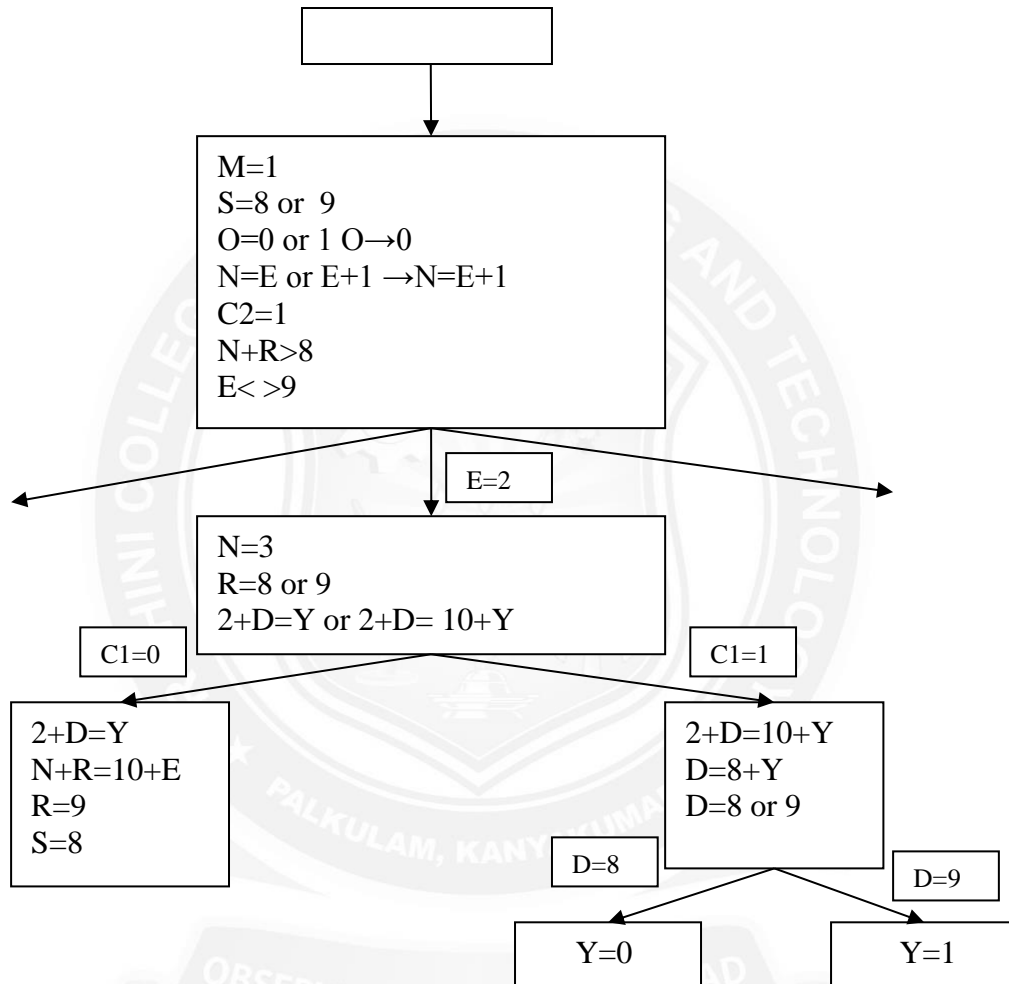 M=1
S=8 or 9
O=0 or 1 O→0
N=E or E+1 →N=E+1
C2=1
N+R>8
E< >9
E=2
N=3
R=8 or 9
2+D=Y or 2+D= 10+Y
C1=0
C1=1
2+D=Y
N+R=10+E
R=9
S=8
2+D=10+Y
D=8+Y
D=8 or 9
D=8
D=9
Y=0
Y=1
PALKULAM,